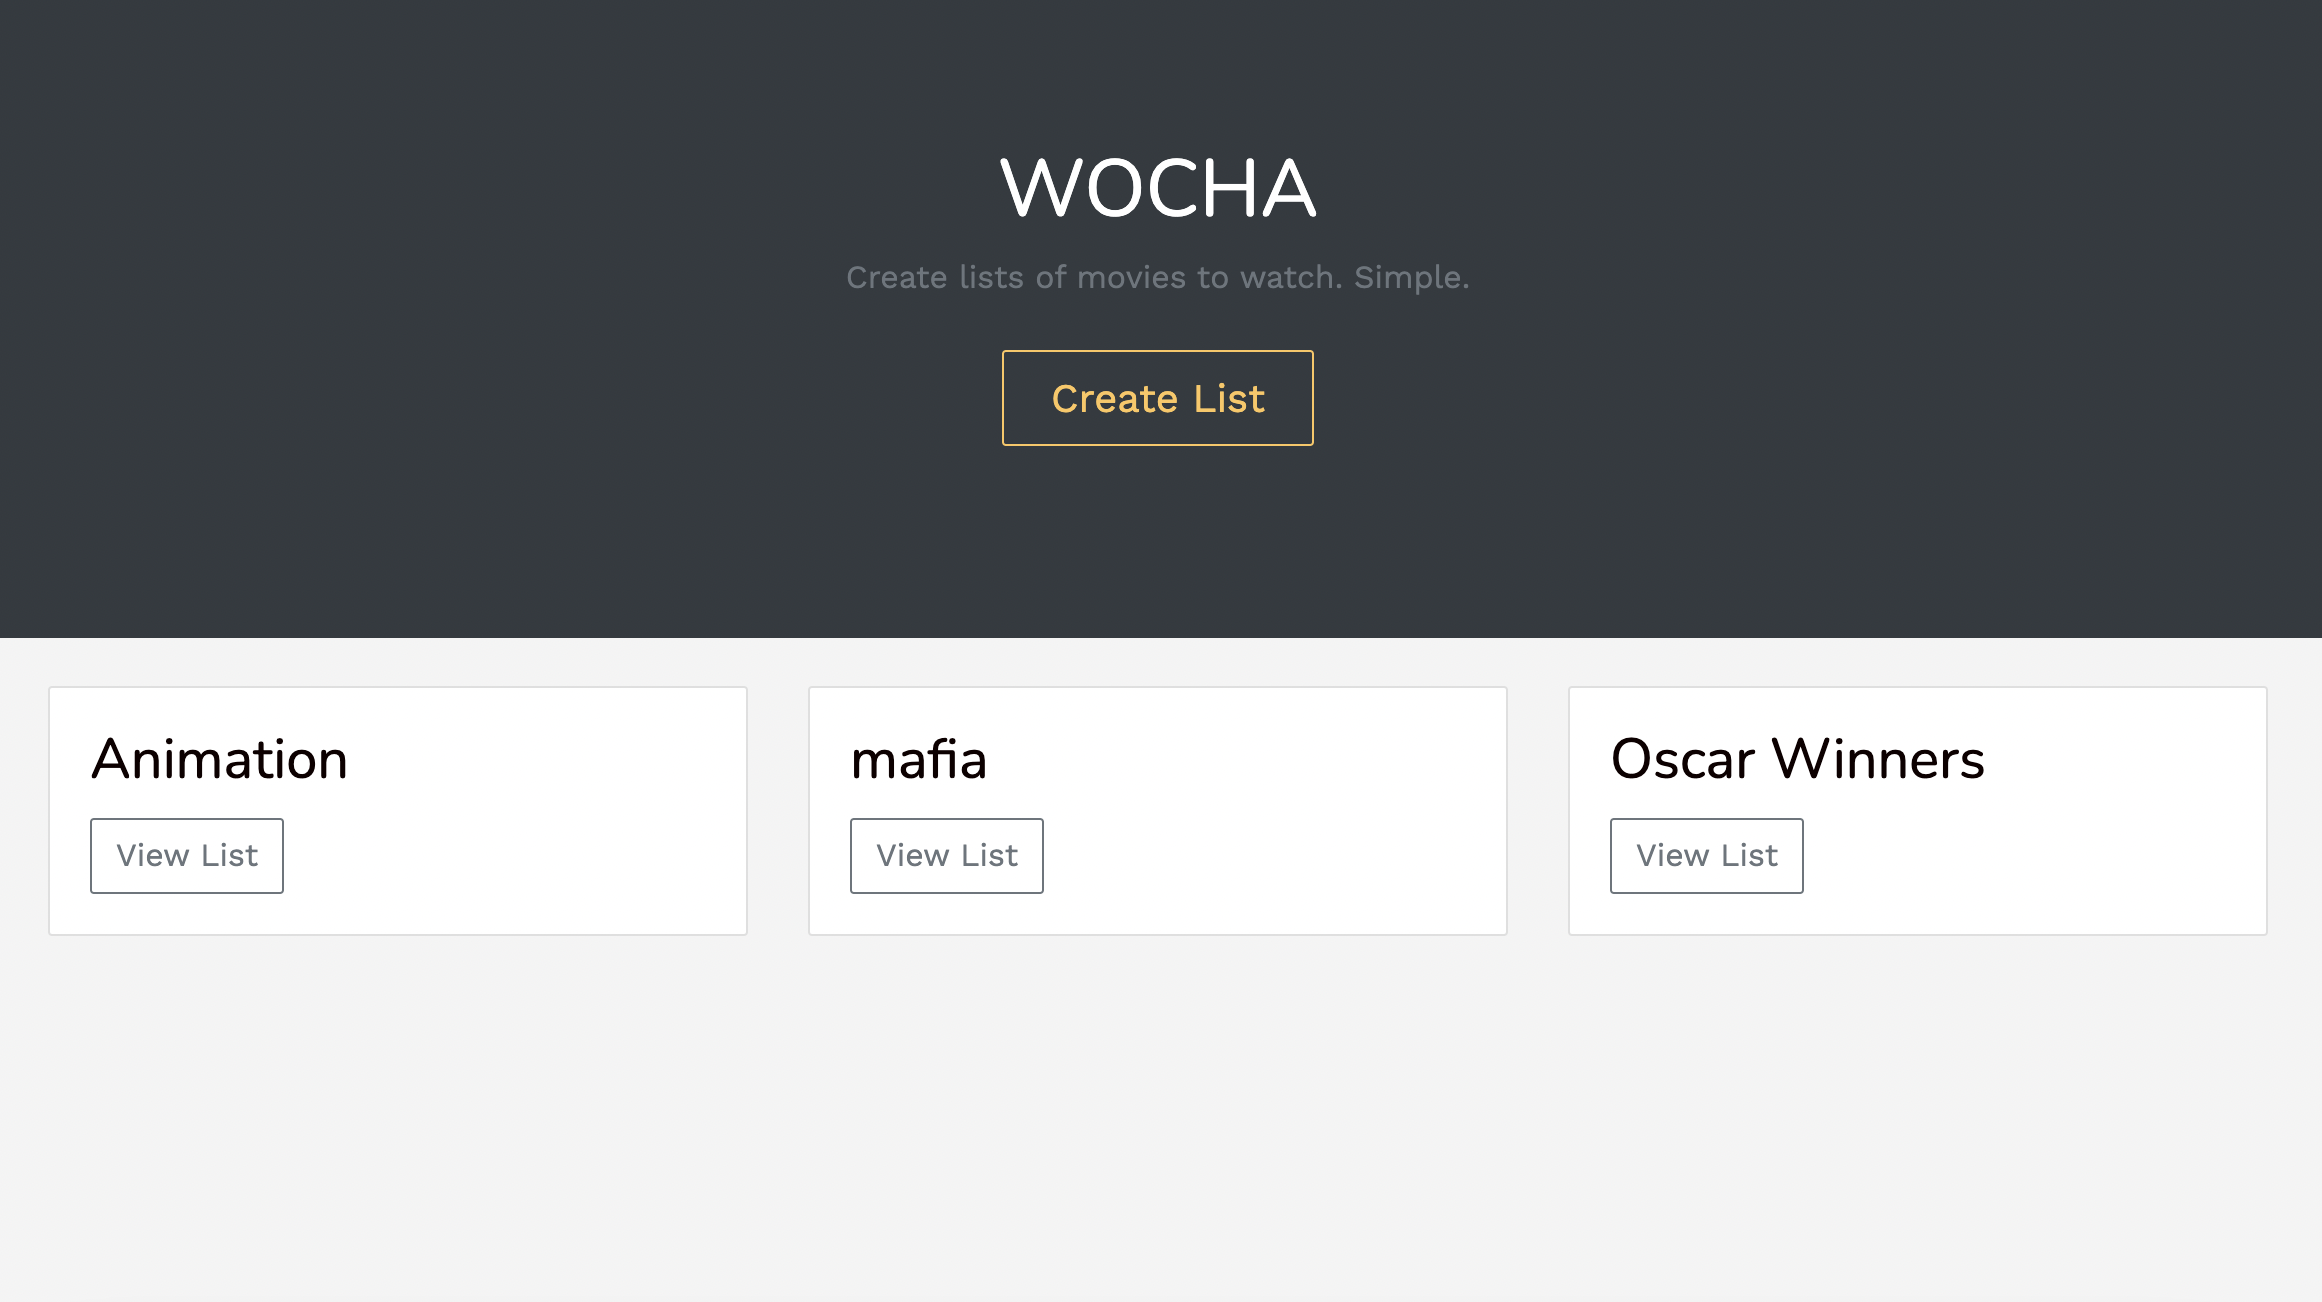 WOCHA
Create lists of movies to watch. Simple.
Create List
Animation
View List
mafia
View List
Oscar Winners
View List